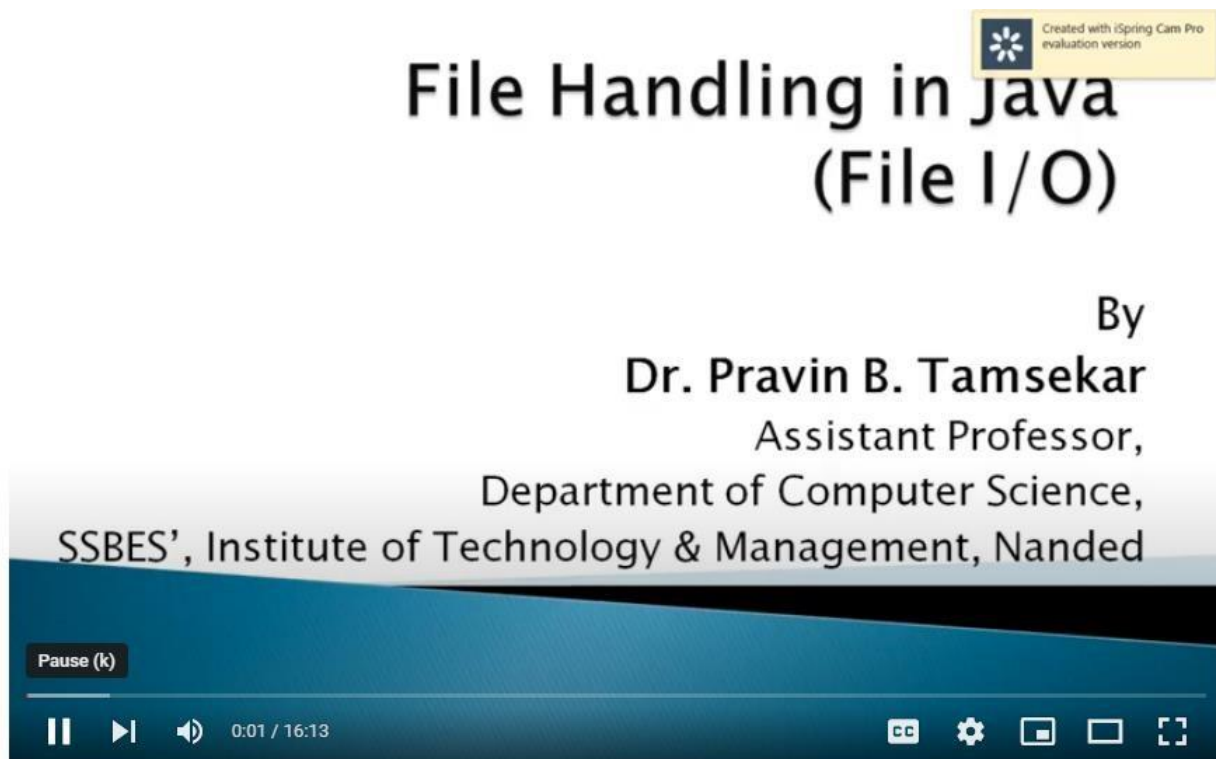 Created with iSpring Cam Pro
evaluation version
File Handling in Java
(File I/O)
By
Dr. Pravin B. Tamsekar
Assistant Professor,
Department of Computer Science,
SSBES’, Institute of Technology & Management, Nanded
Pause (k)
0:01 / 16:13
CC